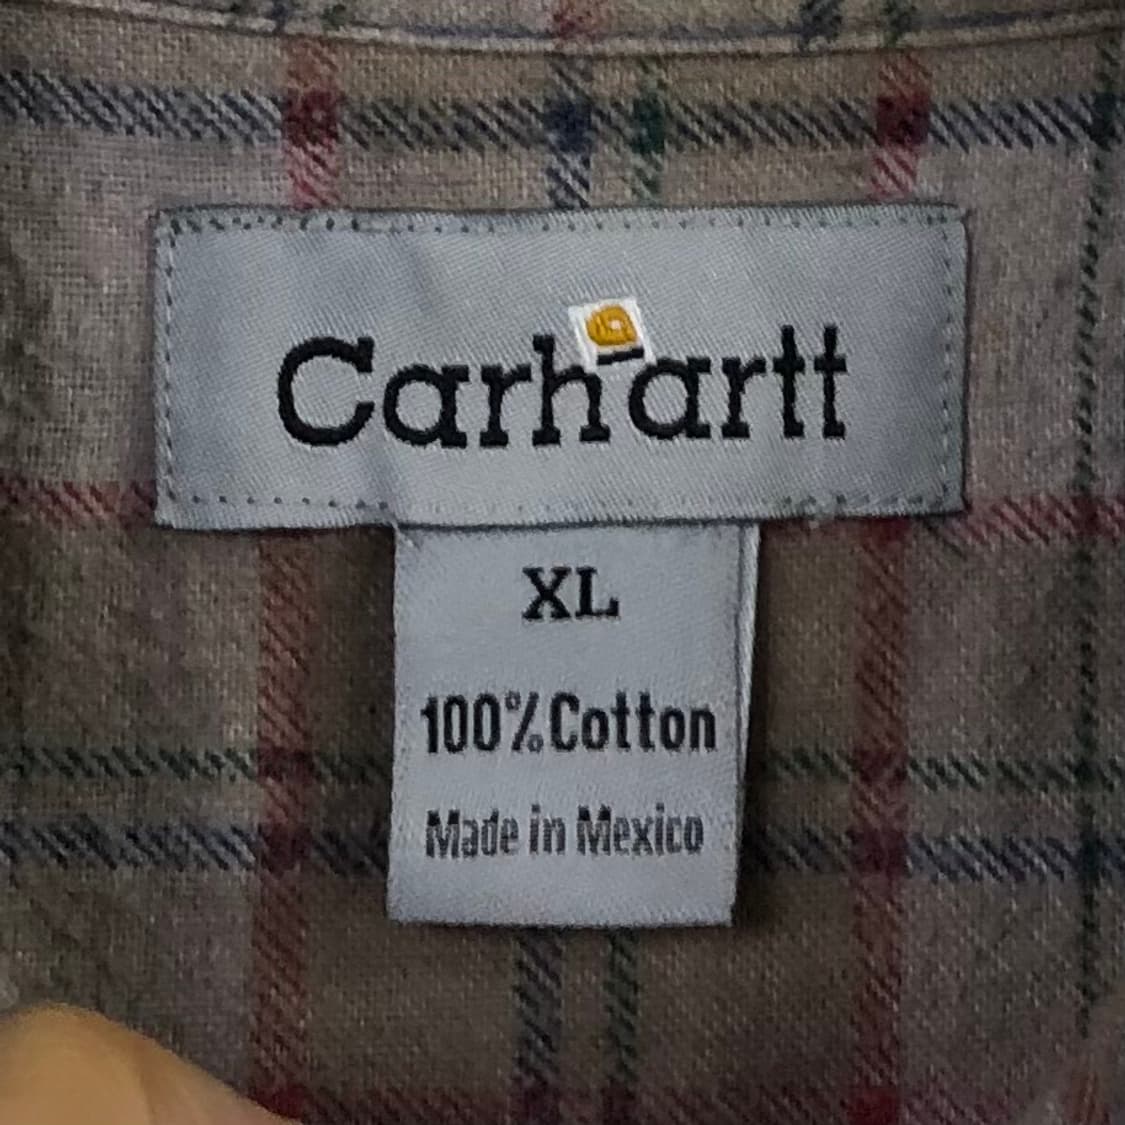 Carhartt
XL
100% Cotton
Made in Mexico